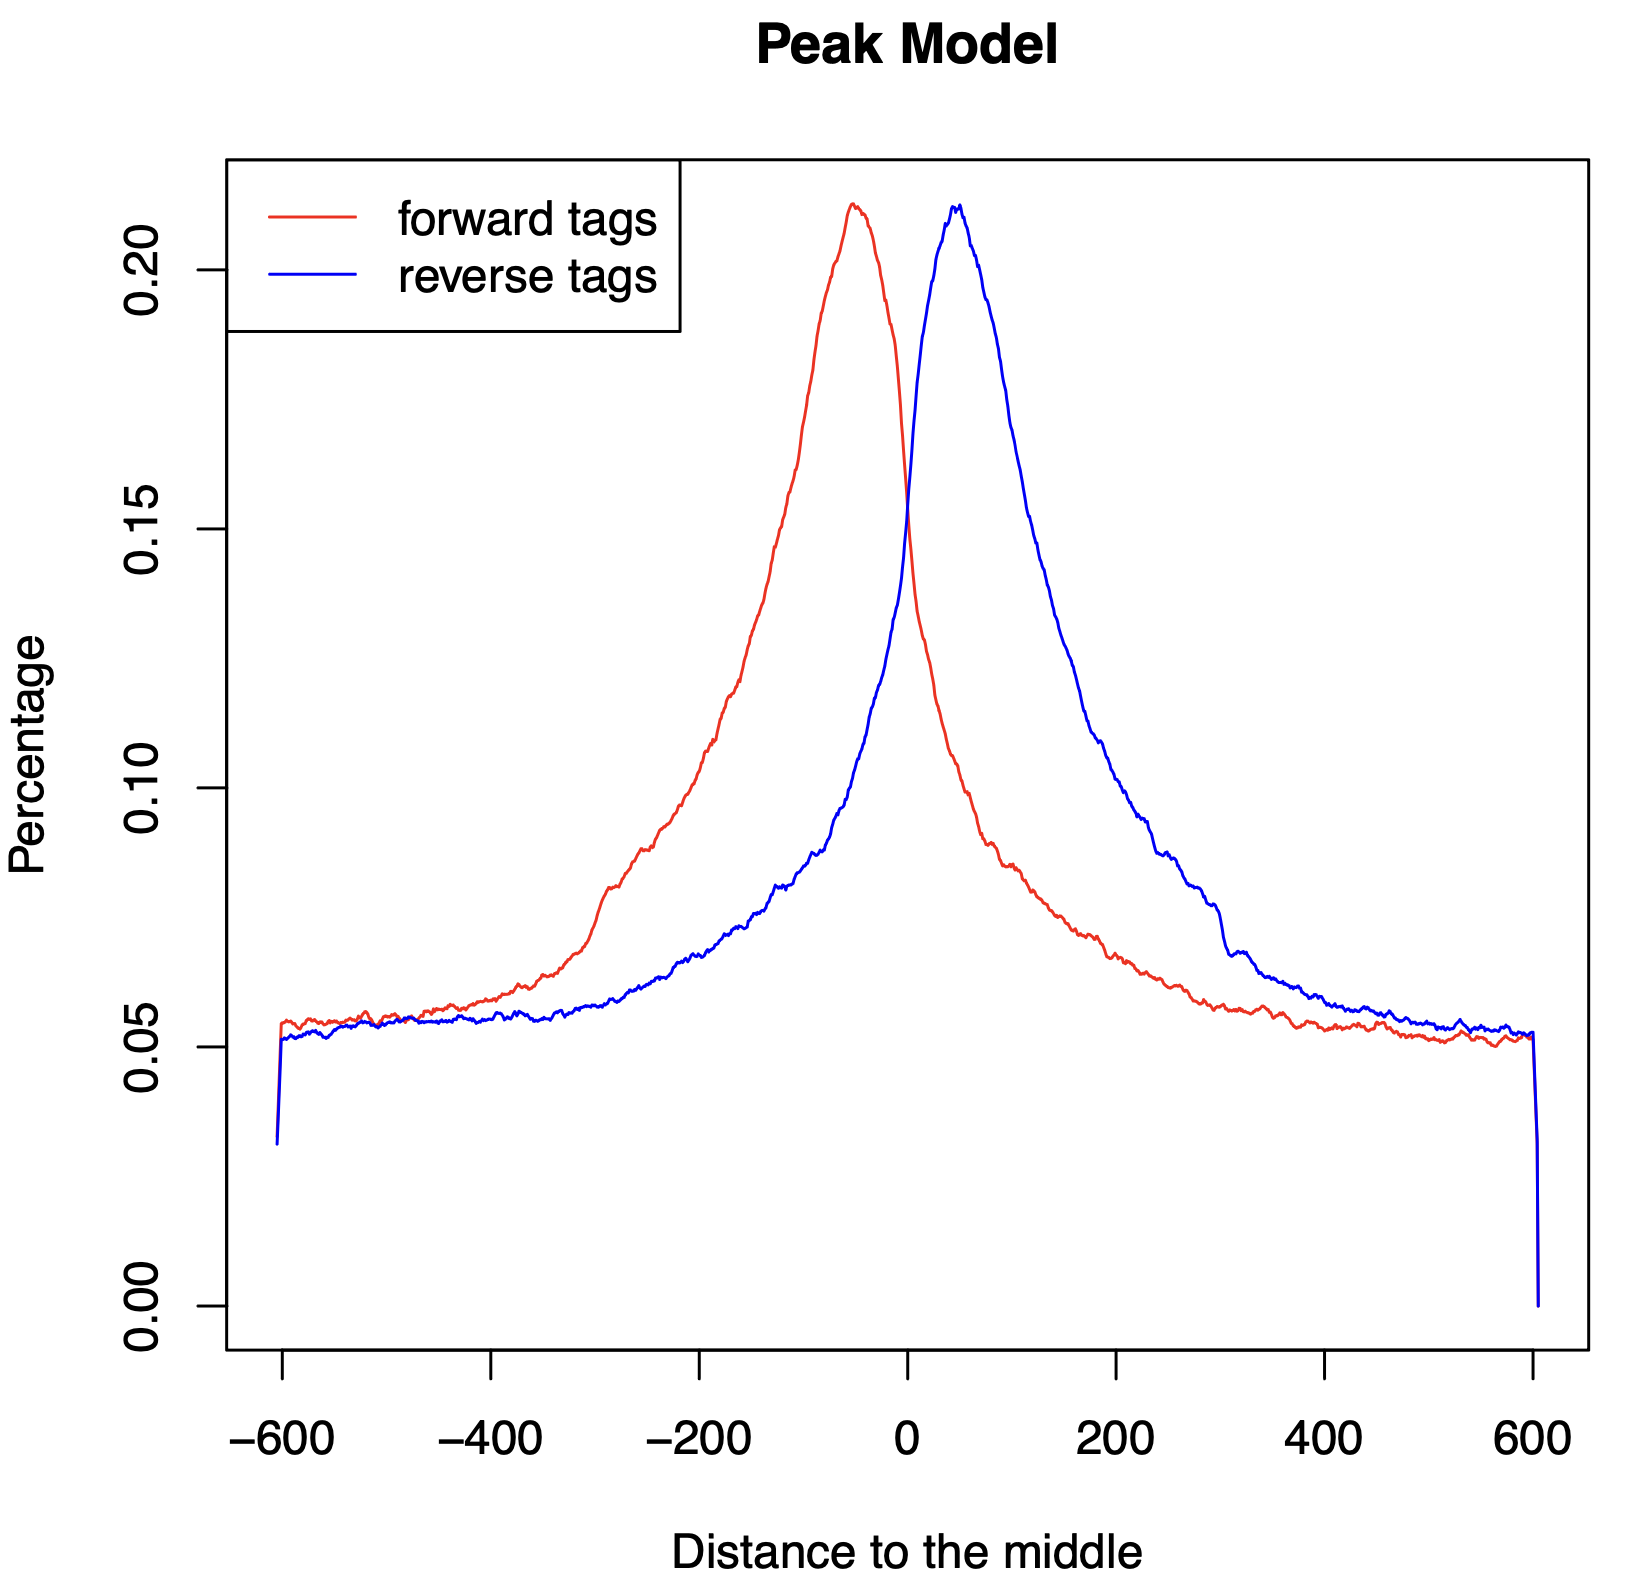 Peak Model
forward tags
reverse tags
Percentage
0.20
0.15
0.10
0.05
0.00
−600 −400 −200 0 200 400 600
Distance to the middle